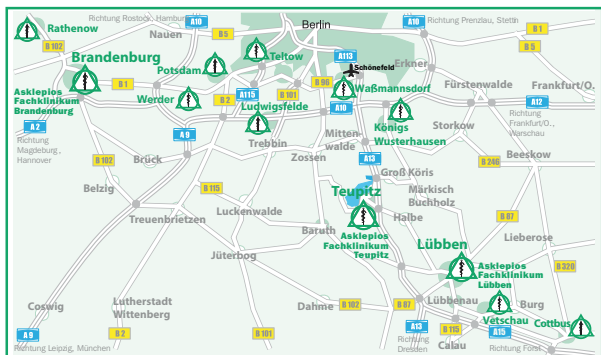 Richtung Rostock, Hamburg
A10
Berlin
A10
Richtung Prenzlau, Stettin
Rathenow
B 102
Nauen
B 5
B 1
B 5
Brandenburg
Potsdam
Teltow
A113
Schönefeld
Erkner
B 1
B 96
Waßmannsdorf
Fürstenwalde
Frankfurt/O.
Asklepios
Fachklinikum
Brandenburg
Werder
B 2
A115
B 101
Ludwigsfelde
A10
Königs
Wusterhausen
A12
Richtung
Frankfurt/O.,
Warschau
A 2
Richtung
Magdeburg,
Hannover
A 9
Trebbin
Mitten-
walde
Storkow
B 102
Brück
Zossen
A13
B 246
Beeskow
Belzig
B 115
Teupitz
Groß Köris
Märkisch
Buchholz
Treuenbrietzen
Luckenwalde
Halbe
B 87
Baruth
Asklepios
Fachklinikum
Teupitz
Lübben
Lieberose
Jüterbog
Asklepios
Fachklinikum
Lübben
B 320
Coswig
Lutherstadt
Wittenberg
Dahme
B 102
B 87
Lübbenau
Burg
Vetschau
Cottbus
A 9
Richtung Leipzig, München
B 2
B 101
A13
Richtung
Dresden
B 115
Calau
A15
Richtung Forst